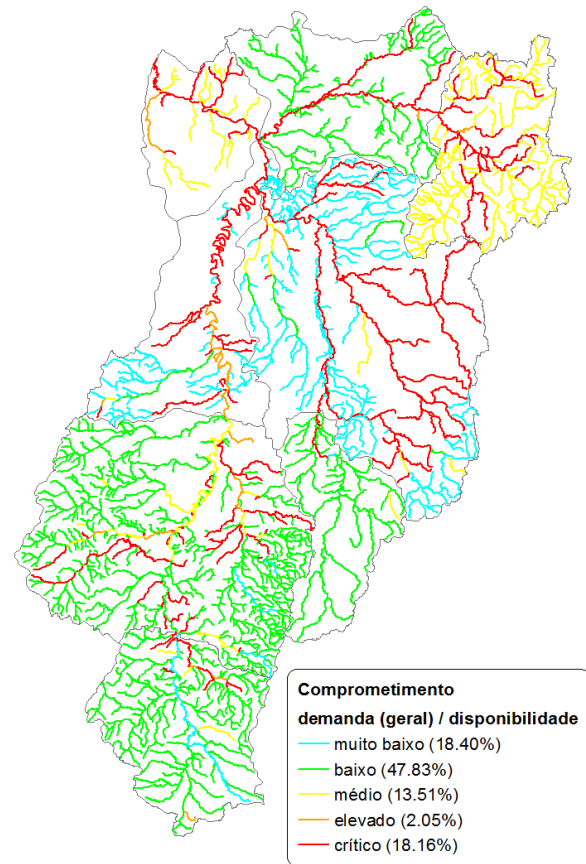 Comprometimento
demanda (geral) / disponibilidade
muito baixo (18.40%)
baixo (47.83%)
médio (13.51%)
elevado (2.05%)
crítico (18.16%)